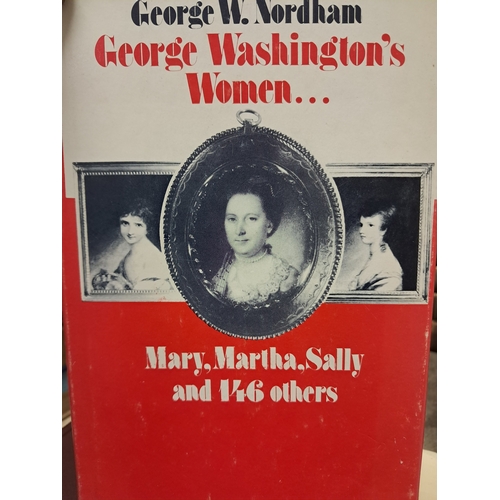 George W. Nordham
George Washington's
Women...
Mary, Martha, Sally
and 146 others